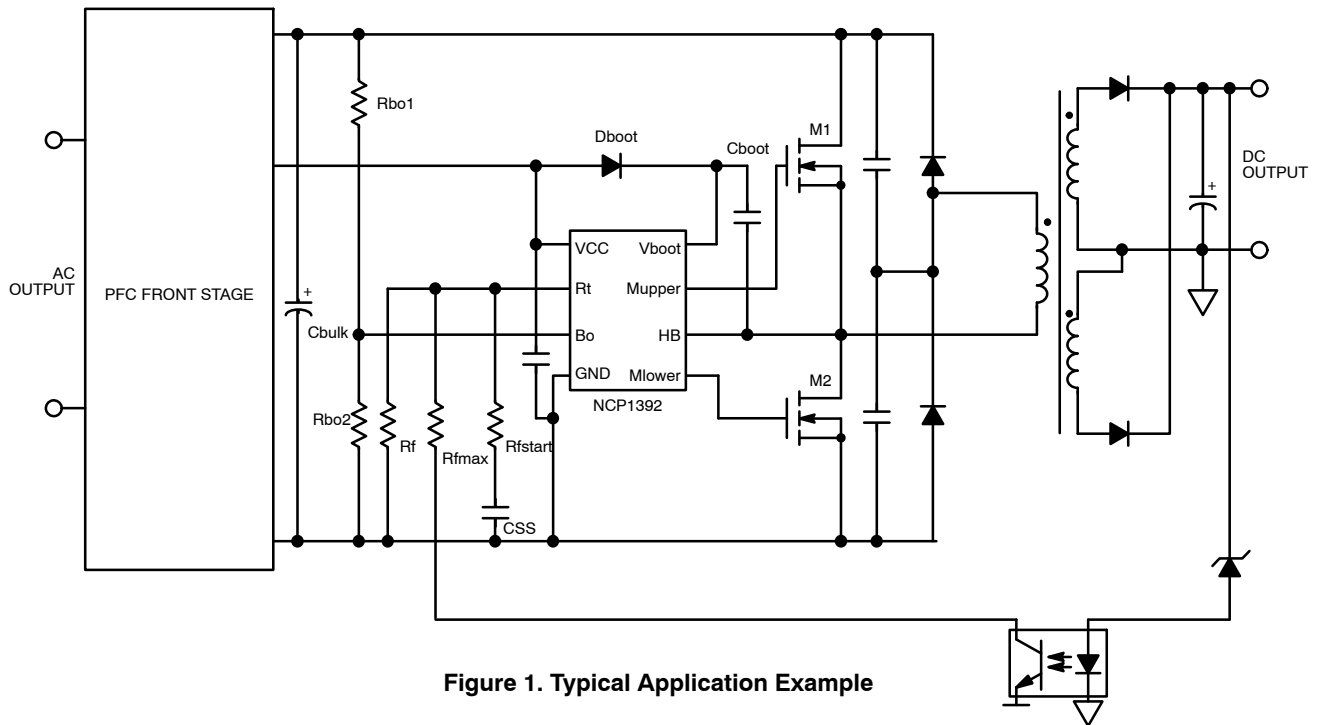 Rbo1
Dboot
Cboot
M1
DC
OUTPUT
+
VCC
Vboot
AC
OUTPUT
PFC FRONT STAGE
+
Rt
Mupper
Cbulk
Bo
HB
GND
Mlower
M2
NCP1392
Rbo2
Rf
Rfmax
Rfstart
CSS
Figure 1. Typical Application Example